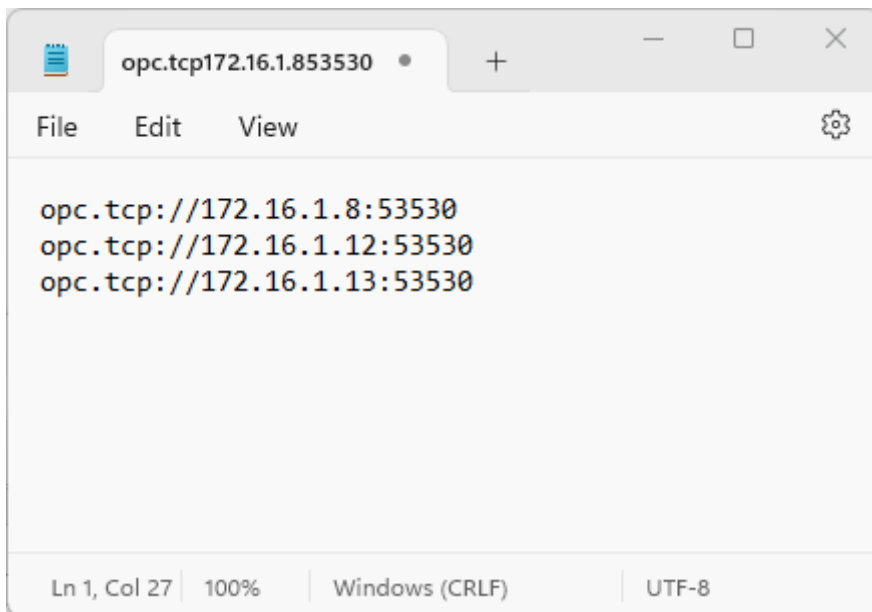 opc.tcp172.16.1.853530
File Edit View
opc.tcp://172.16.1.8:53530
opc.tcp://172.16.1.12:53530
opc.tcp://172.16.1.13:53530
Ln 1, Col 27 100% Windows (CRLF) UTF-8